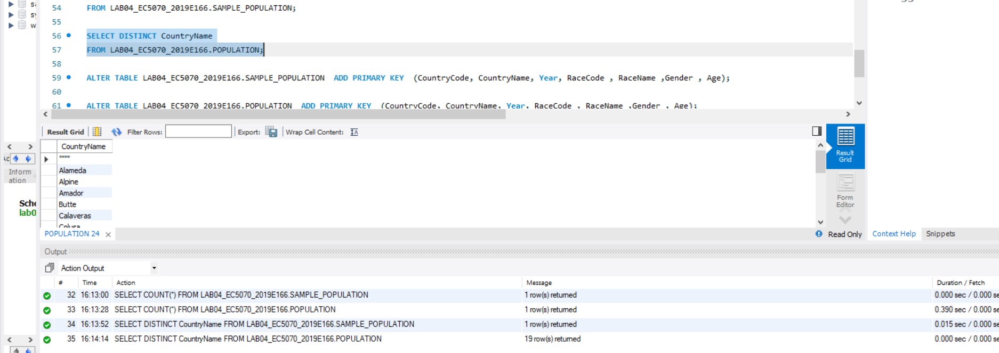 54 FROM LAB04_EC5070_2019E166.SAMPLE_POPULATION;
55
56 SELECT DISTINCT CountryName
57 FROM LAB04_EC5070_2019E166.POPULATION;
58
59 ALTER TABLE LAB04_EC5070_2019E166.SAMPLE_POPULATION ADD PRIMARY KEY (CountryCode, CountryName, Year, RaceCode , RaceName ,Gender , Age);
60
61 ALTER TABLE LAB04_EC5070_2019E166.POPULATION ADD PRIMARY KEY (CountryCode, CountryName, Year, RaceCode , RaceName ,Gender , Age);
Result Grid Filter Rows: Export: Wrap Cell Content:
CountryName
""""
Alameda
Alpine
Amador
Butte
Calaveras
Colusa
Result
Grid
Form
Editor
Inform
ation
Sche
lab0
POPULATION 24
Read Only
Context Help Snippets
Output
Action Output
# Time Action Message Duration / Fetch
32 16:13:00 SELECT COUNT(*) FROM LAB04_EC5070_2019E166.SAMPLE_POPULATION 1 row(s) returned 0.000 sec / 0.000 se
33 16:13:28 SELECT COUNT(*) FROM LAB04_EC5070_2019E166.POPULATION 1 row(s) returned 0.390 sec / 0.000 se
34 16:13:52 SELECT DISTINCT CountryName FROM LAB04_EC5070_2019E166.SAMPLE_POPULATION 1 row(s) returned 0.015 sec / 0.000 se
35 16:14:14 SELECT DISTINCT CountryName FROM LAB04_EC5070_2019E166.POPULATION 19 row(s) returned 0.000 sec / 0.000 se